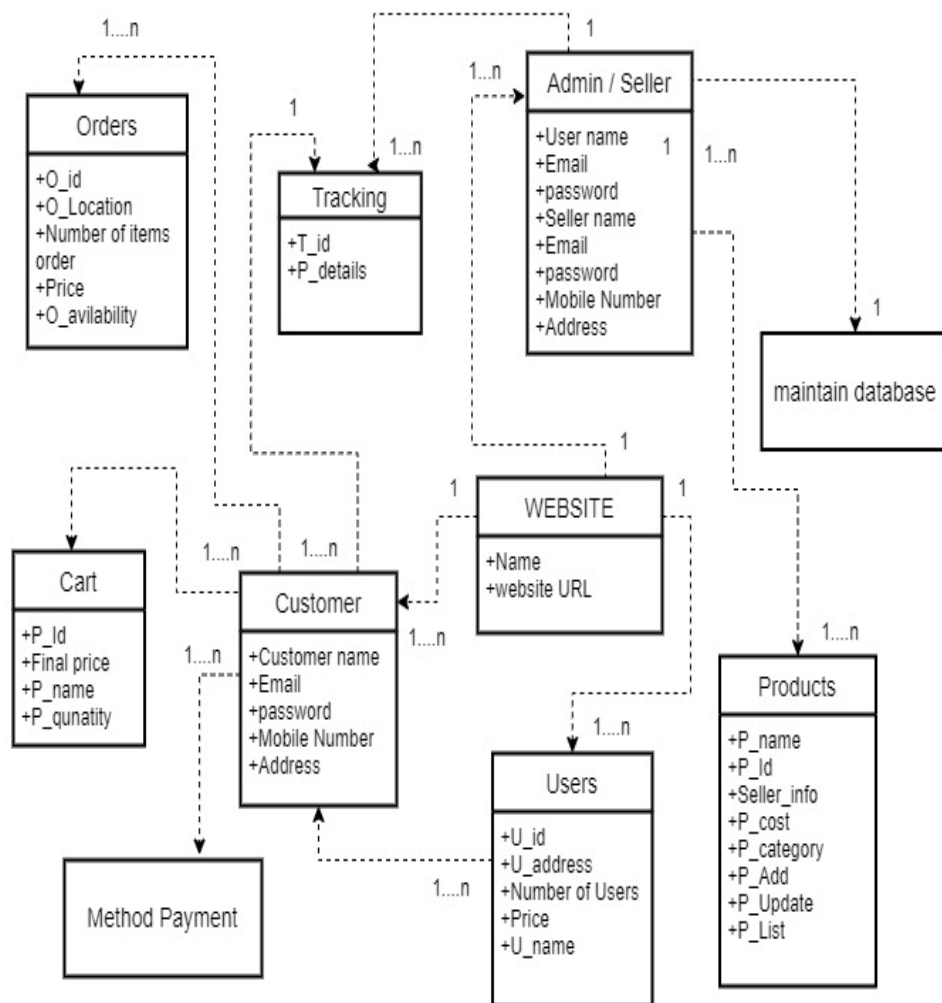 1....n
1
1..n
Admin / Seller
+User name
+Email
+password
+Seller name
+Email
+password
+Mobile Number
+Address
1
1...n
Orders
+O_id
+O_Location
+Number of items
order
+Price
+O_avilability
1
1...n
Tracking
+T_id
+P_details
1
maintain database
1
1
1
WEBSITE
+Name
+website URL
1....n
1....n
Cart
+P_Id
+Final price
+P_name
+P_qunatity
Customer
+Customer name
+Email
+password
+Mobile Number
+Address
1....n
1....n
1....n
Products
+P_name
+P_Id
+Seller_info
+P_cost
+P_category
+P_Add
+P_Update
+P_List
1....n
Users
+U_id
+U_address
+Number of Users
+Price
+U_name
1....n
Method Payment